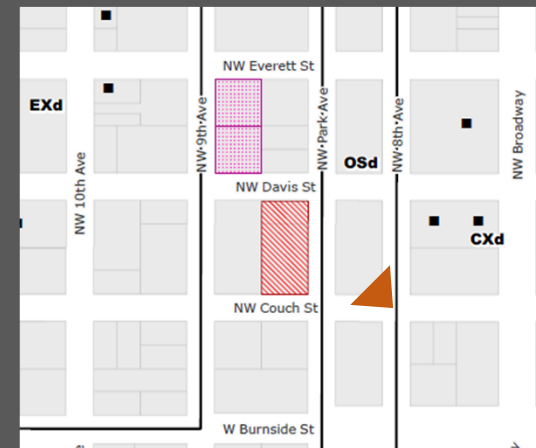 NW Everett St
EXd
NW 9th Ave
NW Park Ave
NW 8th Ave
NW Broadway
OSd
NW 10th Ave
NW Davis St
CXd
NW Couch St
W Burnside St